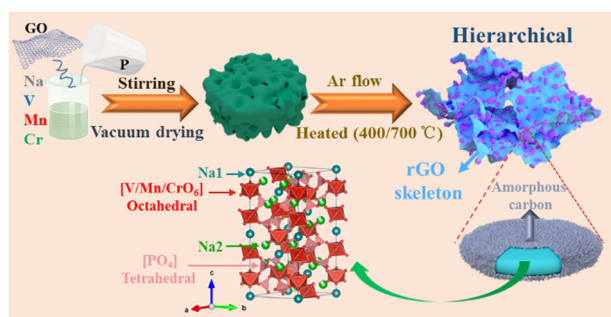 GO
P
Na
V
Mn
Cr
Stirring
Vacuum drying
Ar flow
Heated (400/700 ℃)
Hierarchical
rGO
skeleton
Amorphous
carbon
Na1
[V/Mn/CrO₆]
Octahedral
Na2
[PO₄]
Tetrahedral
c
a
b